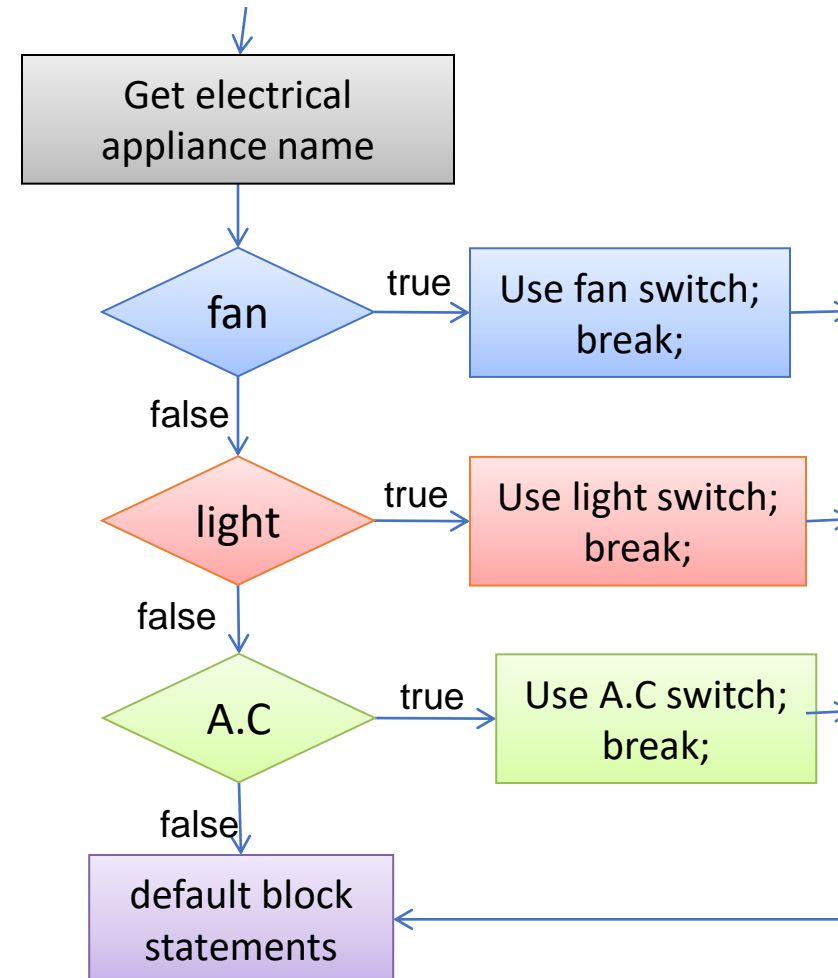 Get electrical
appliance name
fan
true
Use fan switch;
break;
false
light
true
Use light switch;
break;
false
A.C
true
Use A.C switch;
break;
false
default block
statements